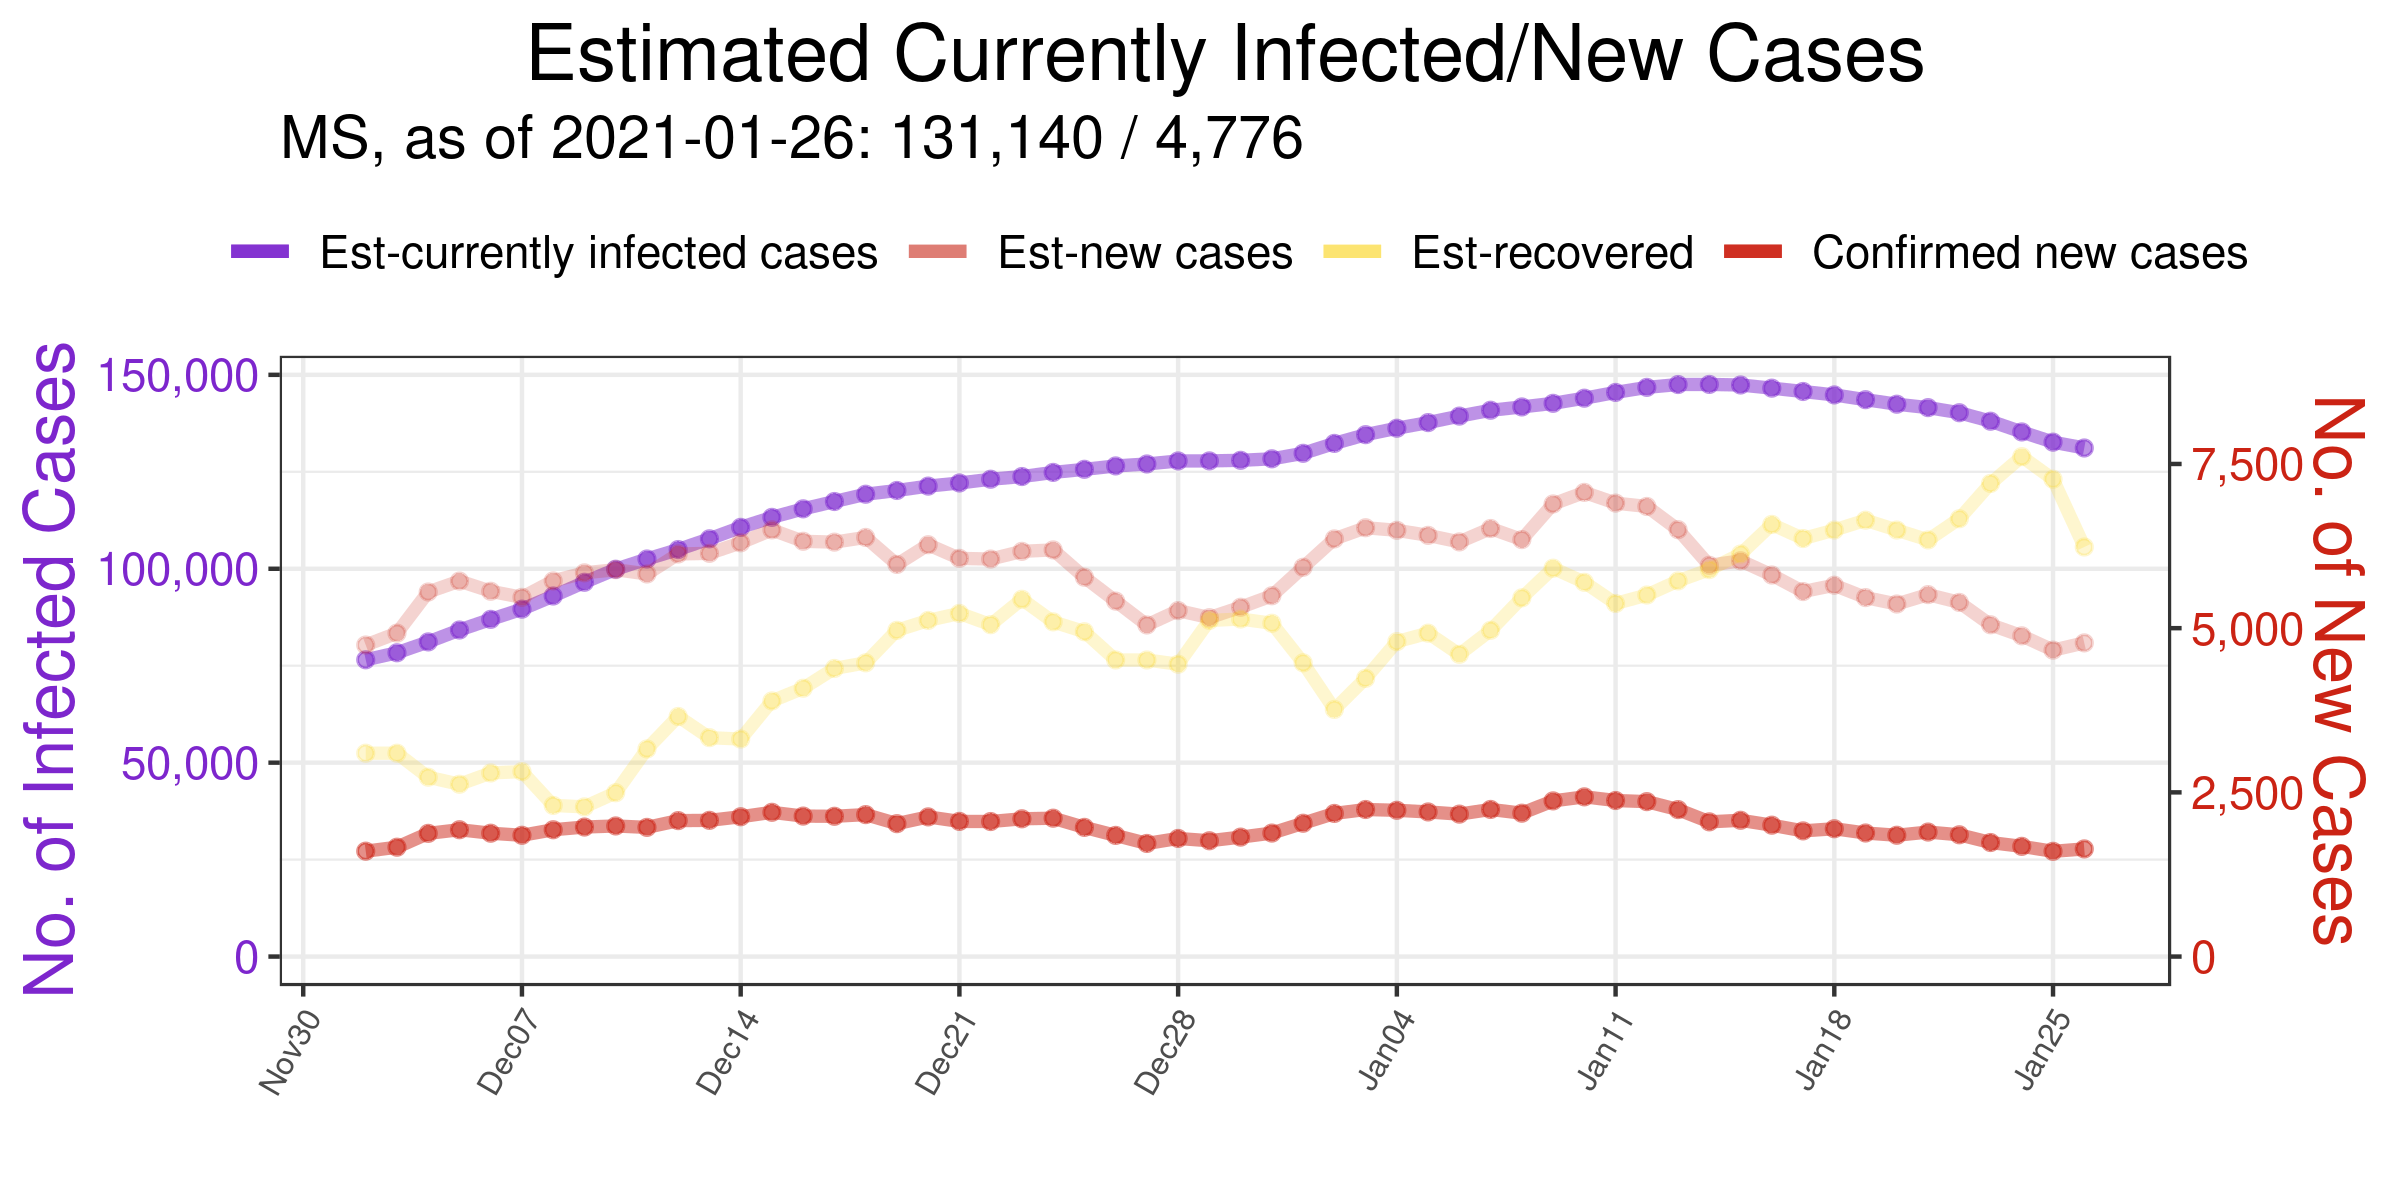 Estimated Currently Infected/New Cases
MS, as of 2021-01-26: 131,140 / 4,776
Est-currently infected cases Est-new cases Est-recovered Confirmed new cases
No. of Infected Cases
150,000
100,000
50,000
0
7,500
5,000
2,500
0
No. of New Cases
Nov30 Dec07 Dec14 Dec21 Dec28 Jan04 Jan11 Jan18 Jan25